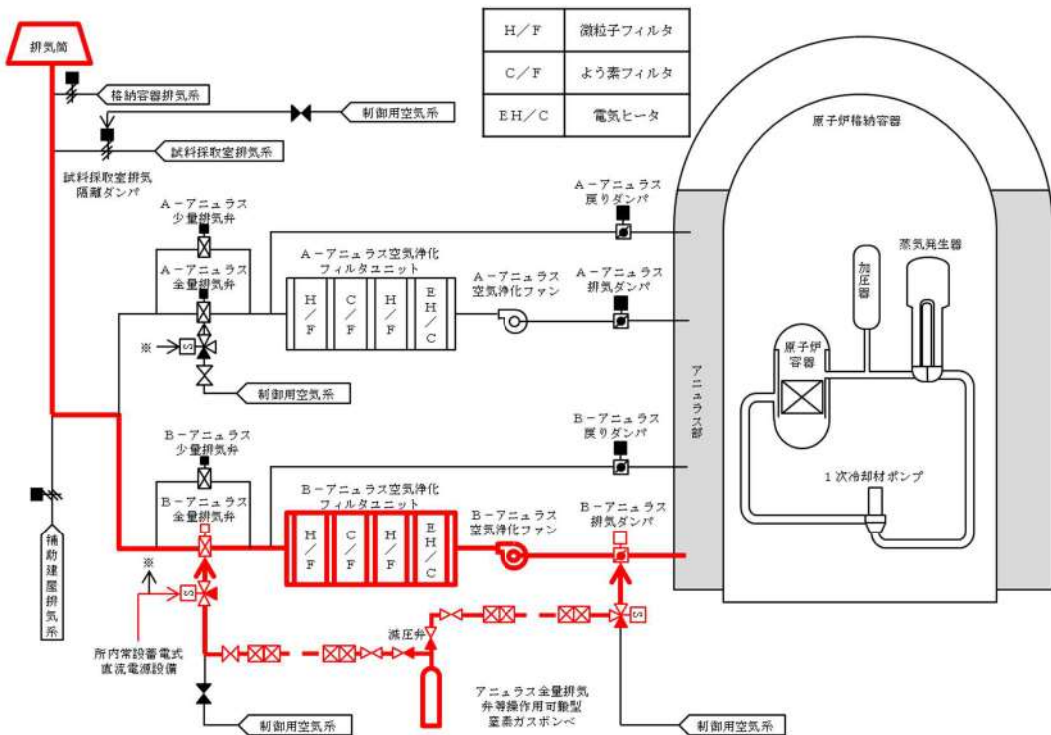 排気筒
格納容器排気系
制御用空気系
試料採取室排気系
試料採取室排気
隔離ダンパ
H/F
微粒子フィルタ
C/F
よう素フィルタ
EH/C
電気ヒータ
原子炉格納容器
A-アニュラス
少量排気弁
A-アニュラス
全量排気弁
※
S
制御用空気系
A-アニュラス空気浄化
フィルタユニット
H/F
C/F
H/F
EH/C
A-アニュラス
空気浄化ファン
A-アニュラス
戻りダンパ
A-アニュラス
排気ダンパ
蒸気発生器
加圧器
原子炉
容器
アニュラス部
1次冷却材ポンプ
B-アニュラス
少量排気弁
B-アニュラス
全量排気弁
B-アニュラス空気浄化
フィルタユニット
H/F
C/F
H/F
EH/C
B-アニュラス
空気浄化ファン
B-アニュラス
戻りダンパ
B-アニュラス
排気ダンパ
補助建屋排気系
※
S
所内常設蓄電式
直流電源設備
減圧弁
S
アニュラス全量排気
弁等操作用可搬型
窒素ガスボンベ
制御用空気系
制御用空気系